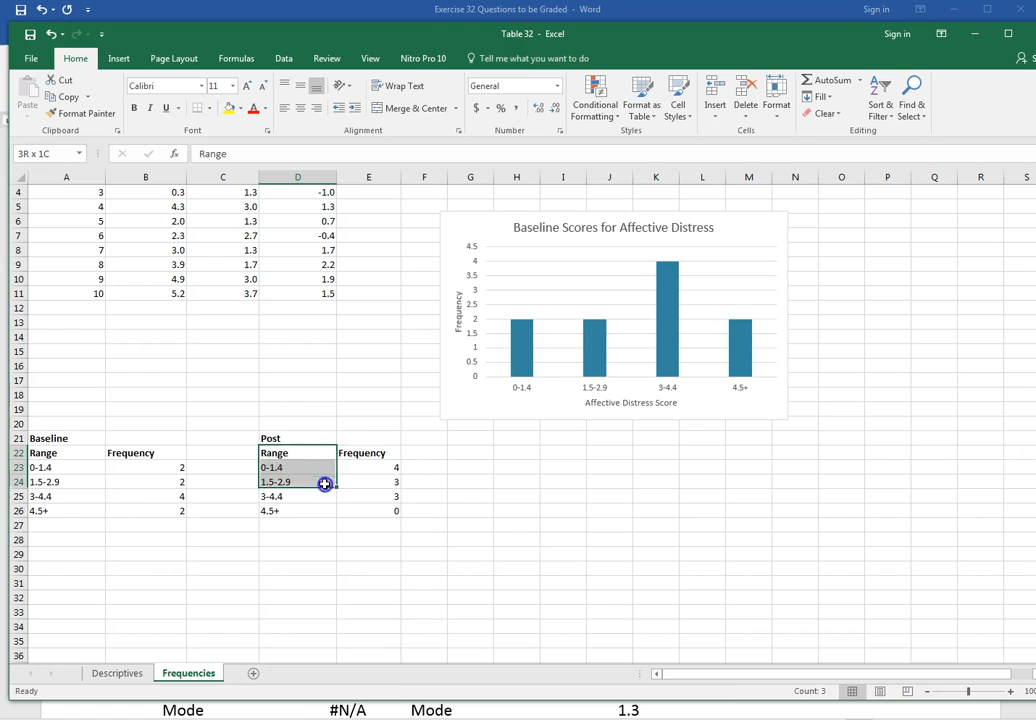 Exercise 32 Questions to be Graded - Word
Sign in
Table 32 - Excel
Sign in
File Home Insert Page Layout Formulas Data Review View Nitro Pro 10 Tell me what you want to do
Paste
Cut
Copy
Format Painter
Calibri 11
B I U
Wrap Text
Merge & Center
General
$ % ,
Conditional Formatting
Format as Table
Cell Styles
Insert
Delete
Format
AutoSum
Fill
Clear
Sort & Filter
Find & Select
Clipboard Font Alignment Number Styles Cells Editing
3R x 1C fx Range
A B C D E F G H I J K L M N O P Q R S
4 3 0.3 1.3 -1.0
5 4 4.3 3.0 1.3
6 5 2.0 1.3 0.7
7 6 2.3 2.7 -0.4
8 7 3.0 1.3 1.7
9 8 3.9 1.7 2.2
10 9 4.9 3.0 1.9
11 10 5.2 3.7 1.5
12
13
14
15
16
17
18
19
20
Baseline Scores for Affective Distress
4.5
4
3.5
3
2.5
2
1.5
1
0.5
0
Frequency
0-1.4 1.5-2.9 3-4.4 4.5+
Affective Distress Score
21 Baseline Post
22 Range Frequency Range Frequency
23 0-1.4 2 0-1.4 4
24 1.5-2.9 2 1.5-2.9 3
25 3-4.4 4 3-4.4 3
26 4.5+ 2 4.5+ 0
27
28
29
30
31
32
33
34
35
36
Descriptives Frequencies
Ready Count: 3 100
Mode #N/A Mode 1.3